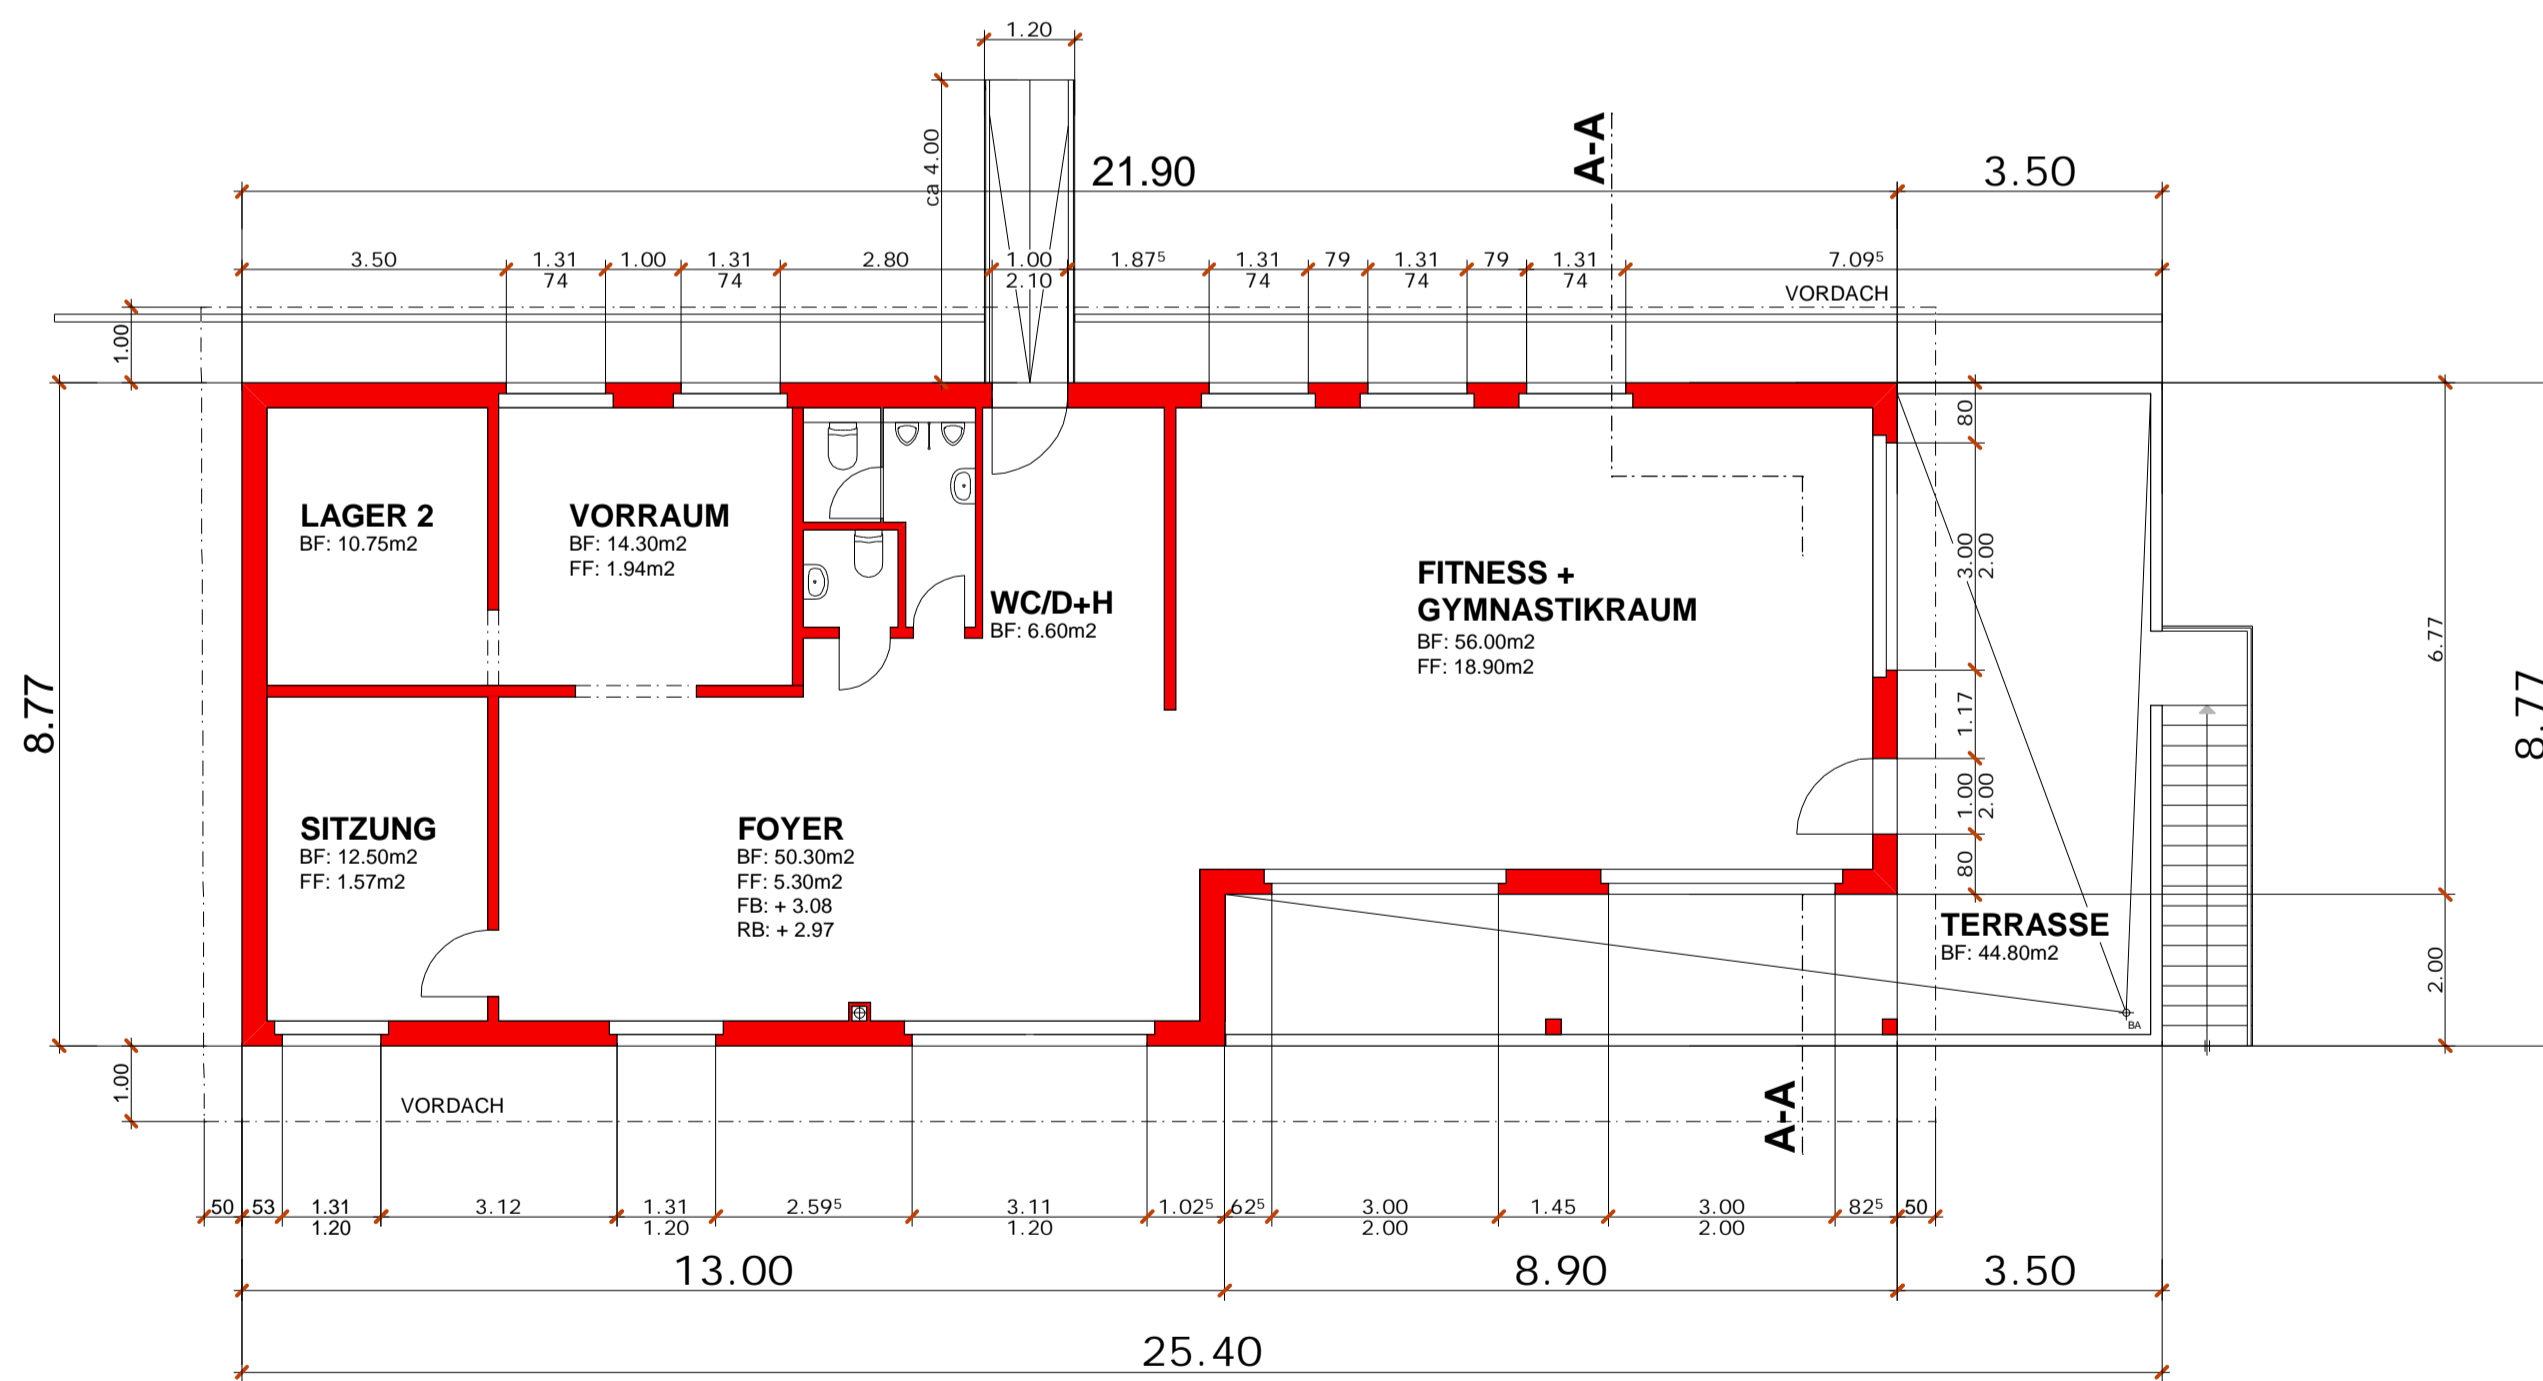 1.20
ca 4.00
A-A
21.90
3.50
3.50
1.31
1.00
1.31
2.80
1.00
1.87⁵
1.31
79
1.31
79
1.31
7.09⁵
74
74
2.10
74
74
74
VORDACH
1.00
80
LAGER 2
BF: 10.75m2
VORRAUM
BF: 14.30m2
FF: 1.94m2
3.00
2.00
FITNESS +
GYMNASTIKRAUM
BF: 56.00m2
FF: 18.90m2
WC/D+H
BF: 6.60m2
6.77
8.77
1.17
8.77
1.00
2.00
SITZUNG
BF: 12.50m2
FF: 1.57m2
FOYER
BF: 50.30m2
FF: 5.30m2
FB: + 3.08
RB: + 2.97
80
TERRASSE
BF: 44.80m2
2.00
BA
1.00
VORDACH
A-A
50
53
1.31
3.12
1.31
2.59⁵
3.11
1.02⁵
62⁵
3.00
1.45
3.00
82⁵
50
1.20
1.20
1.20
2.00
2.00
13.00
8.90
3.50
25.40